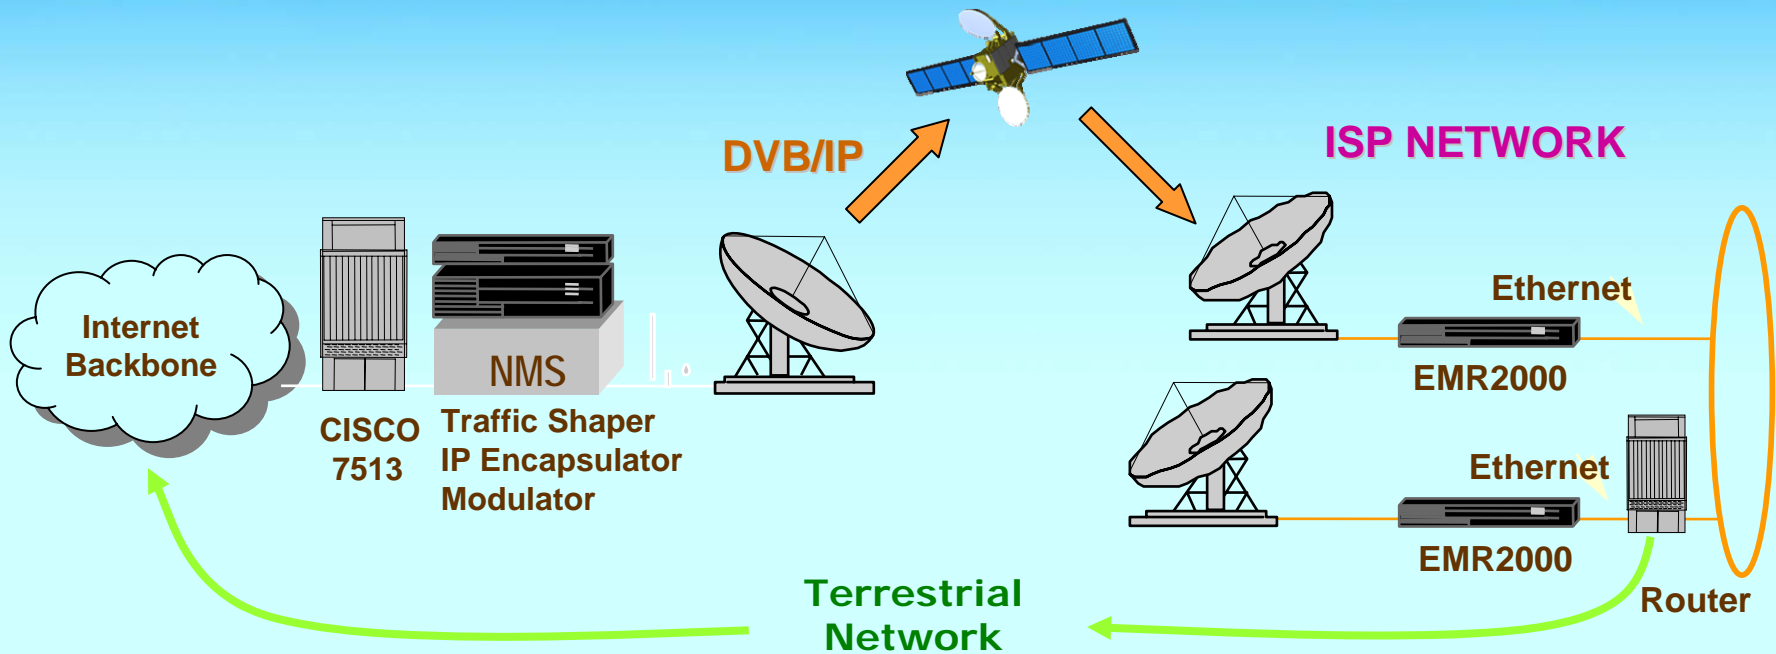 DVB/IP
ISP NETWORK
Internet
Backbone
NMS
CISCO
7513
Traffic Shaper
IP Encapsulator
Modulator
Ethernet
EMR2000
Ethernet
EMR2000
Router
Terrestrial
Network